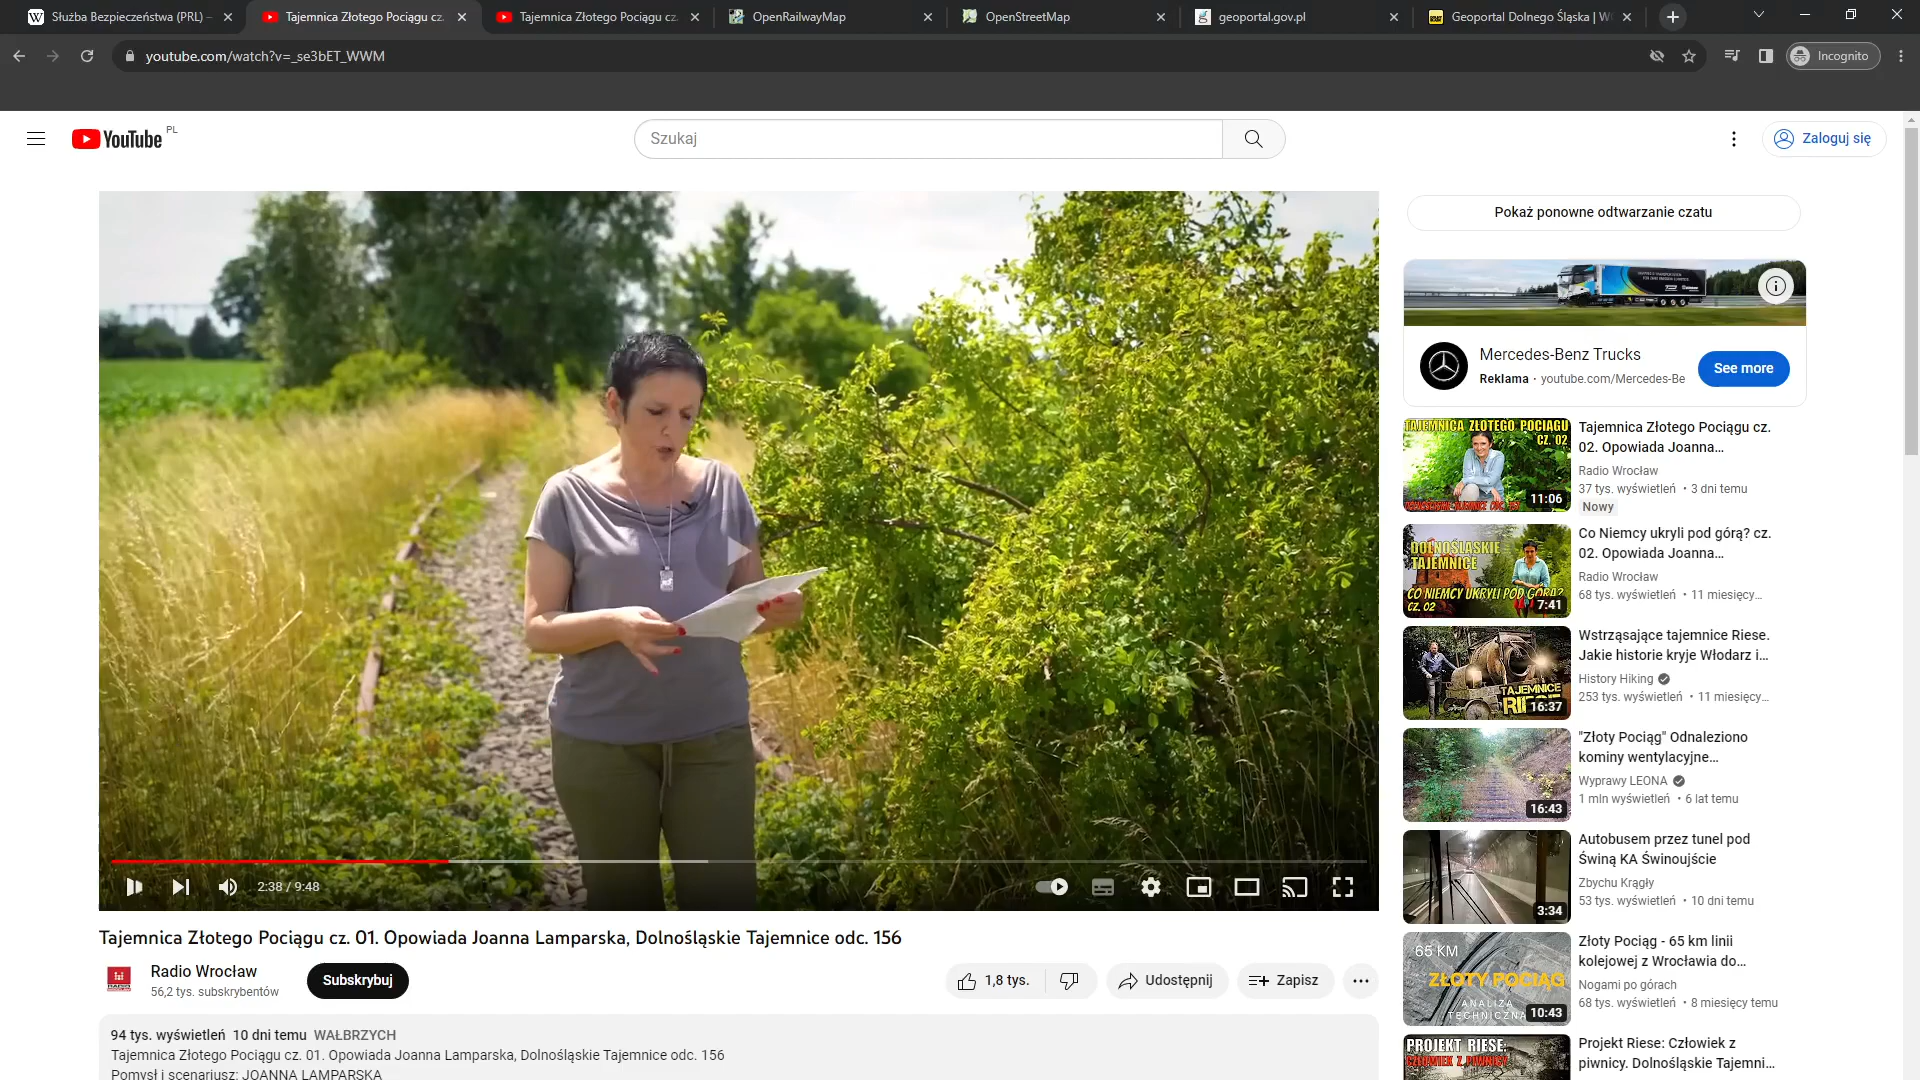 Służba Bezpieczeństwa (PRL) –
Tajemnica Złotego Pociągu cz.
Tajemnica Złotego Pociągu cz.
OpenRailwayMap
OpenStreetMap
geoportal.gov.pl
Geoportal Dolnego Śląska | W
youtube.com/watch?v=_se3bET_WWM
Incognito
YouTube PL
Szukaj
Zaloguj się
Pokaż ponowne odtwarzanie czatu
Mercedes-Benz Trucks
Reklama · youtube.com/Mercedes-Be
See more
TAJEMNICA ZŁOTEGO POCIĄGU
CZ. 02
11:06
Tajemnica Złotego Pociągu cz.
02. Opowiada Joanna...
Radio Wrocław
37 tys. wyświetleń • 3 dni temu
Nowy
DOLNOŚLĄSKIE
TAJEMNICE
CO NIEMCY UKRYLI POD GÓRĄ?
CZ. 02
7:41
Co Niemcy ukryli pod górą? cz.
02. Opowiada Joanna...
Radio Wrocław
68 tys. wyświetleń • 11 miesięcy...
TAJEMNICE
RIESE
16:37
Wstrząsające tajemnice Riese.
Jakie historie kryje Włodarz i...
History Hiking
253 tys. wyświetleń • 11 miesięcy...
16:43
"Złoty Pociąg" Odnaleziono
kominy wentylacyjne...
Wyprawy LEONA
1 mln wyświetleń • 6 lat temu
3:34
Autobusem przez tunel pod
Świną KA Świnoujście
Zbychu Krągły
53 tys. wyświetleń • 10 dni temu
65 KM
ZŁOTY POCIĄG
ANALIZA
TECHNICZNA
10:43
Złoty Pociąg - 65 km linii
kolejowej z Wrocławia do...
Nogami po górach
68 tys. wyświetleń • 8 miesięcy temu
PROJEKT RIESE:
CZŁOWIEK Z PIWNICY
Projekt Riese: Człowiek z
piwnicy. Dolnośląskie Tajemni...
2:38 / 9:48
Tajemnica Złotego Pociągu cz. 01. Opowiada Joanna Lamparska, Dolnośląskie Tajemnice odc. 156
Radio Wrocław
56,2 tys. subskrybentów
Subskrybuj
1,8 tys.
Udostępnij
Zapisz
94 tys. wyświetleń 10 dni temu WAŁBRZYCH
Tajemnica Złotego Pociągu cz. 01. Opowiada Joanna Lamparska, Dolnośląskie Tajemnice odc. 156
Pomysł i scenariusz: JOANNA LAMPARSKA